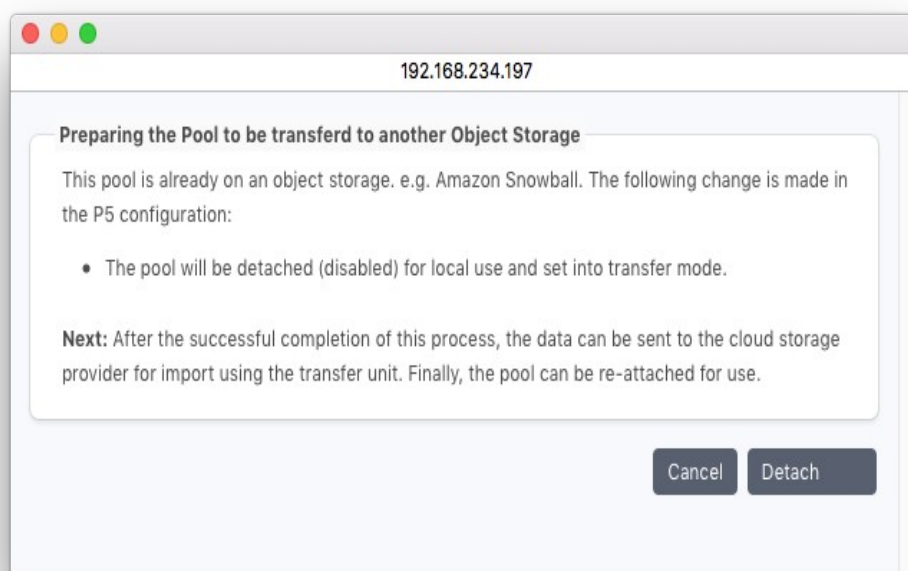 192.168.234.197
Preparing the Pool to be transferd to another Object Storage
This pool is already on an object storage. e.g. Amazon Snowball. The following change is made in
the P5 configuration:
• The pool will be detached (disabled) for local use and set into transfer mode.
Next: After the successful completion of this process, the data can be sent to the cloud storage
provider for import using the transfer unit. Finally, the pool can be re-attached for use.
Cancel Detach